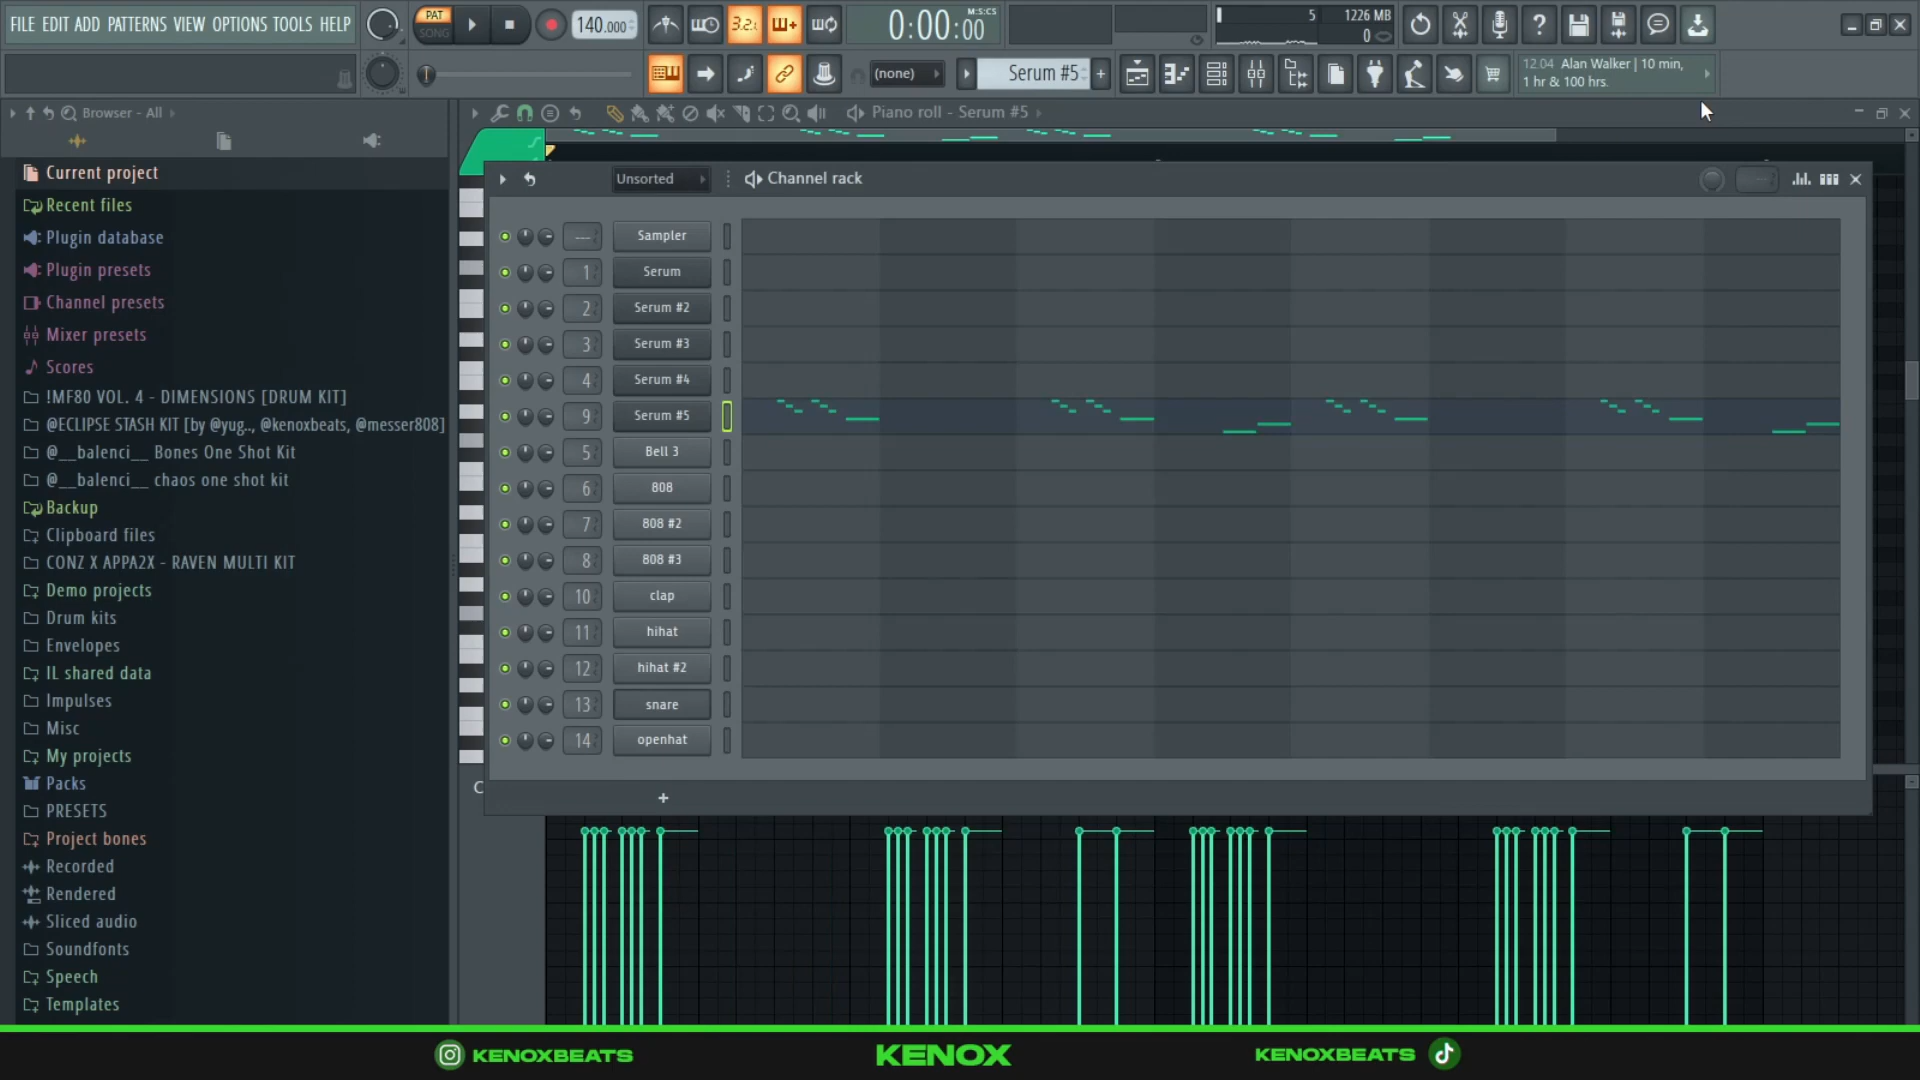 FILE EDIT ADD PATTERNS VIEW OPTIONS TOOLS HELP
PAT
SONG
140.000
3.2.
0:00:00
M:S:CS
5
1226 MB
0
(none)
Serum #5
+
12.04 Alan Walker | 10 min,
1 hr & 100 hrs.
Browser - All
Piano roll - Serum #5
Current project
Recent files
Plugin database
Plugin presets
Channel presets
Mixer presets
Scores
!MF80 VOL. 4 - DIMENSIONS [DRUM KIT]
@ECLIPSE STASH KIT [by @yug.., @kenoxbeats, @messer808]
@__balenci__ Bones One Shot Kit
@__balenci__ chaos one shot kit
Backup
Clipboard files
CONZ X APPA2X - RAVEN MULTI KIT
Demo projects
Drum kits
Envelopes
IL shared data
Impulses
Misc
My projects
Packs
PRESETS
Project bones
Recorded
Rendered
Sliced audio
Soundfonts
Speech
Templates
Unsorted
Channel rack
--- Sampler
1 Serum
2 Serum #2
3 Serum #3
4 Serum #4
9 Serum #5
5 Bell 3
6 808
7 808 #2
8 808 #3
10 clap
11 hihat
12 hihat #2
13 snare
14 openhat
+
C
KENOXBEATS
KENOX
KENOXBEATS